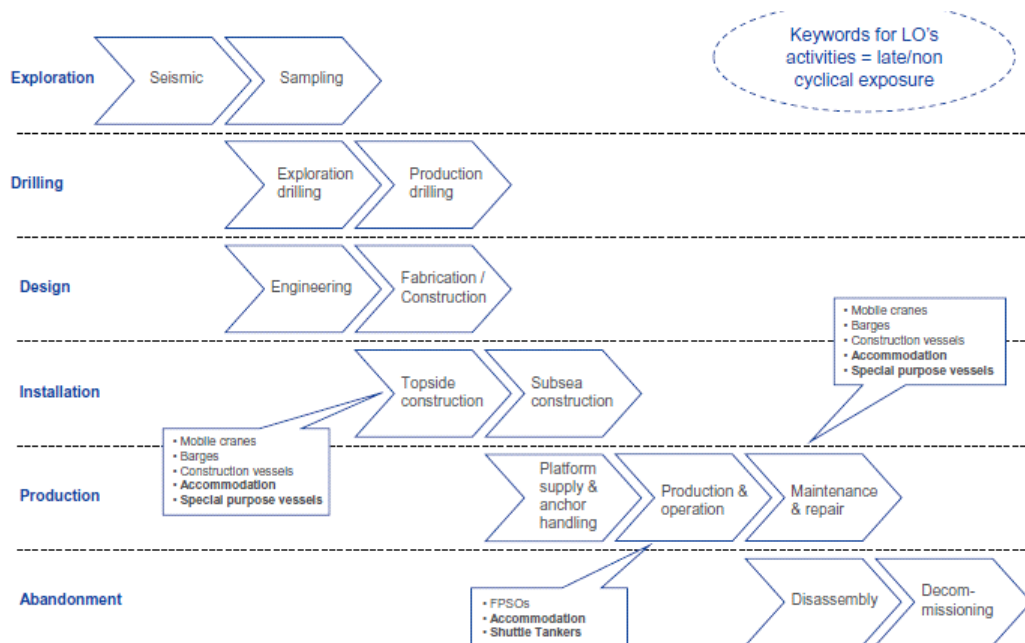 Keywords for LO's
activities = late/non
cyclical exposure
Exploration
Seismic
Sampling
Drilling
Exploration
drilling
Production
drilling
Design
Engineering
Fabrication /
Construction
• Mobile cranes
• Barges
• Construction vessels
• Accommodation
• Special purpose vessels
Installation
Topside
construction
Subsea
construction
• Mobile cranes
• Barges
• Construction vessels
• Accommodation
• Special purpose vessels
Production
Platform
supply &
anchor
handling
Production &
operation
Maintenance
& repair
Abandonment
• FPSOs
• Accommodation
• Shuttle Tankers
Disassembly
Decom-
missioning